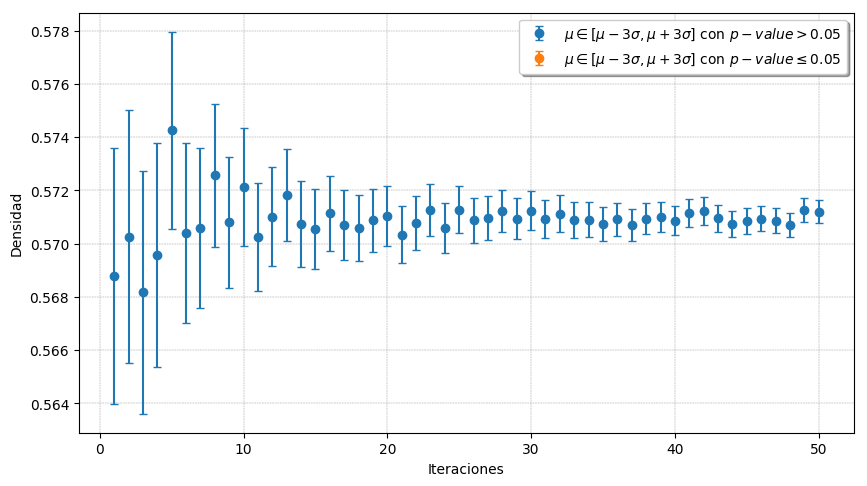 μ ∈ [μ − 3σ, μ + 3σ] con p − value > 0.05
μ ∈ [μ − 3σ, μ + 3σ] con p − value ≤ 0.05
Densidad
0.578
0.576
0.574
0.572
0.570
0.568
0.566
0.564
0 10 20 30 40 50
Iteraciones